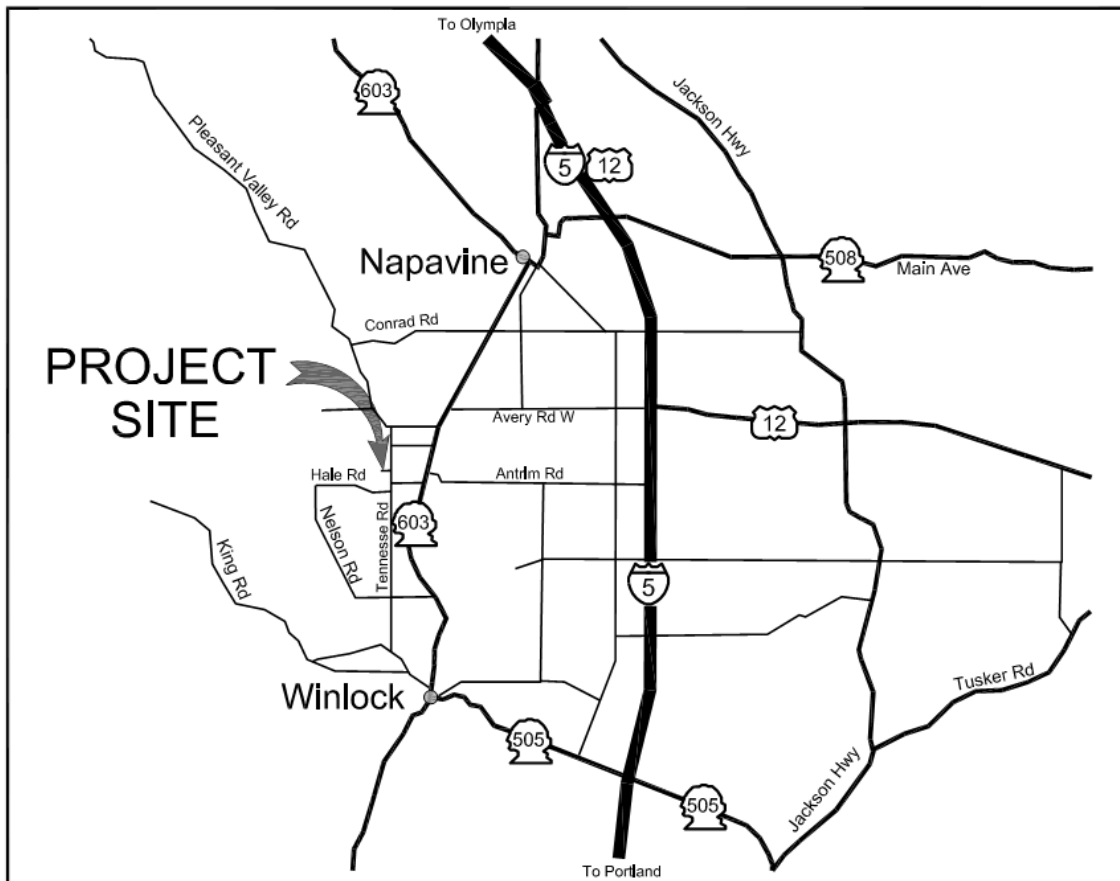 To Olympia
603
Jackson Hwy
Pleasant Valley Rd
5
12
Napavine
508
Main Ave
Conrad Rd
PROJECT
SITE
Avery Rd W
12
Hale Rd
Antrim Rd
603
Nelson Rd
Tennesse Rd
King Rd
5
Winlock
Tusker Rd
505
505
Jackson Hwy
To Portland